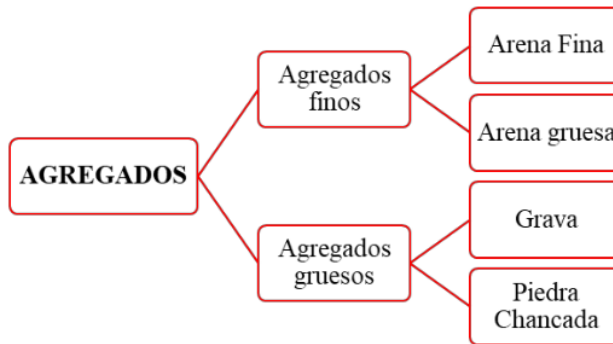 AGREGADOS
Agregados
finos
Arena Fina
Arena gruesa
Agregados
gruesos
Grava
Piedra
Chancada